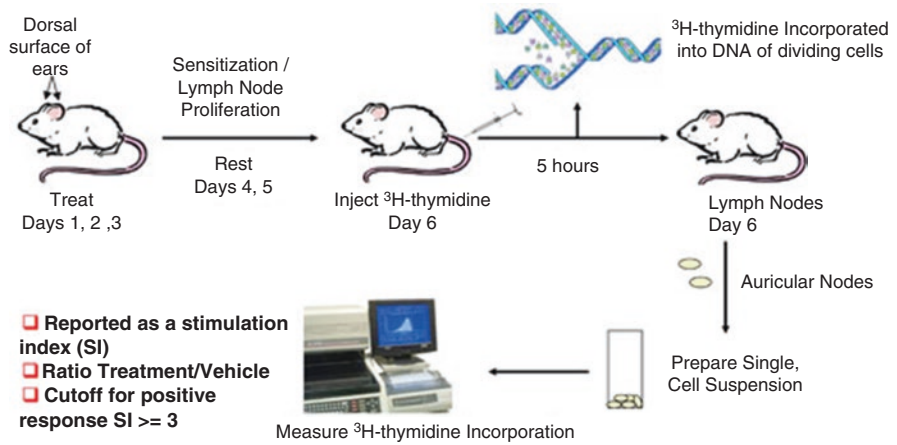 Dorsal
surface of
ears
Sensitization /
Lymph Node
Proliferation
³H-thymidine Incorporated
into DNA of dividing cells
Rest
Days 4, 5
5 hours
Treat
Days 1, 2 ,3
Inject ³H-thymidine
Day 6
Lymph Nodes
Day 6
Auricular Nodes
Prepare Single,
Cell Suspension
Reported as a stimulation
index (SI)
Ratio Treatment/Vehicle
Cutoff for positive
response SI >= 3
Measure ³H-thymidine Incorporation